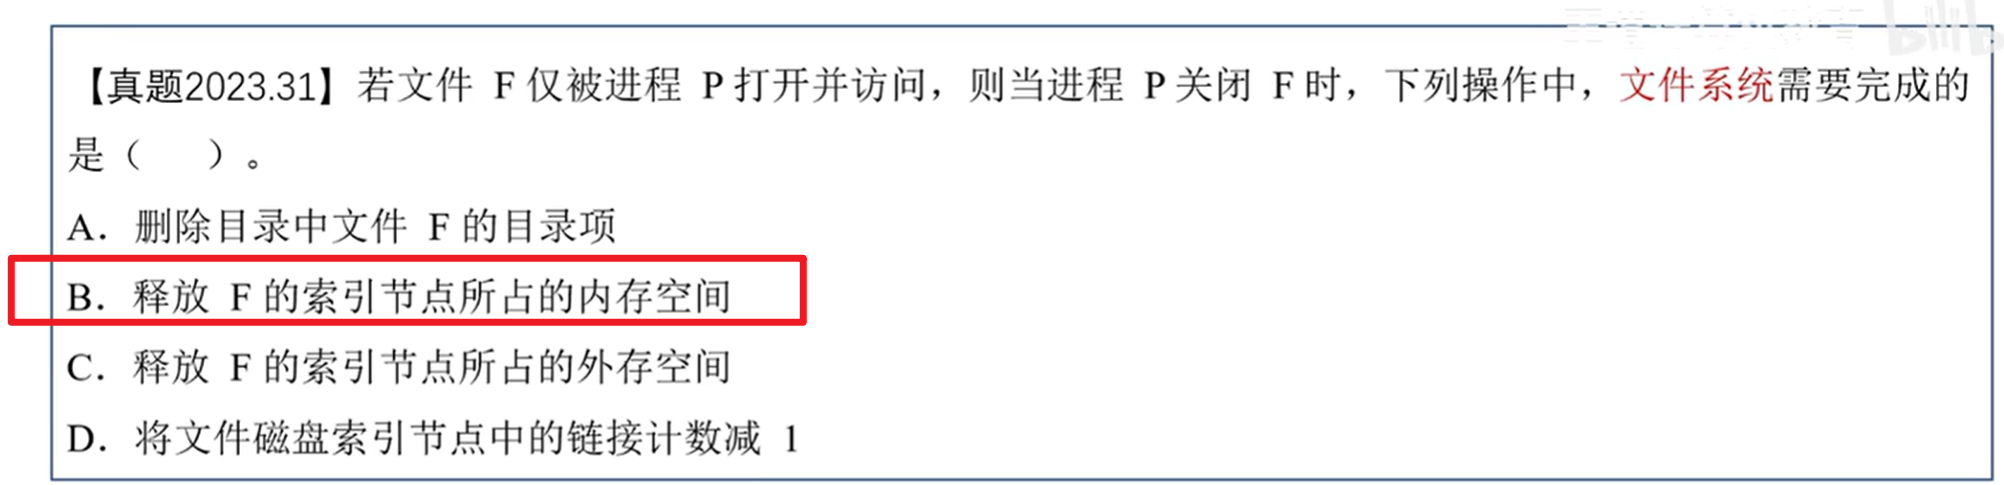 【真题2023.31】若文件 F 仅被进程 P 打开并访问，则当进程 P 关闭 F 时，下列操作中，文件系统需要完成的
是（ ）。
A. 删除目录中文件 F 的目录项
B. 释放 F 的索引节点所占的内存空间
C. 释放 F 的索引节点所占的外存空间
D. 将文件磁盘索引节点中的链接计数减 1